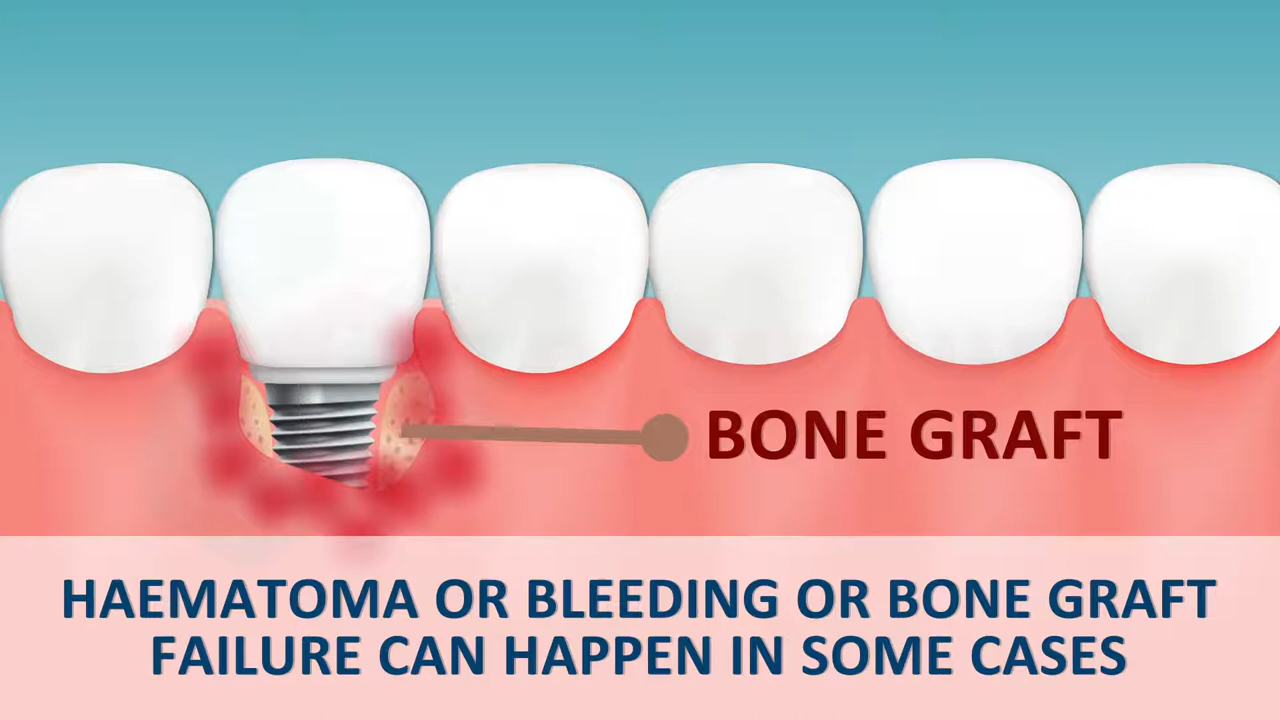 BONE GRAFT
HAEMATOMA OR BLEEDING OR BONE GRAFT
FAILURE CAN HAPPEN IN SOME CASES